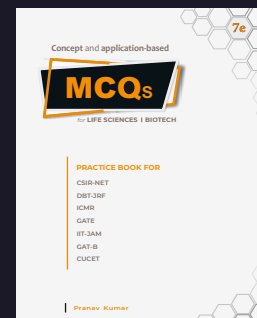 7e
Concept and application-based
MCQs
for LIFE SCIENCES I BIOTECH
PRACTICE BOOK FOR
CSIR-NET
DBT-JRF
ICMR
GATE
IIT-JAM
GAT-B
CUCET
Pranav Kumar